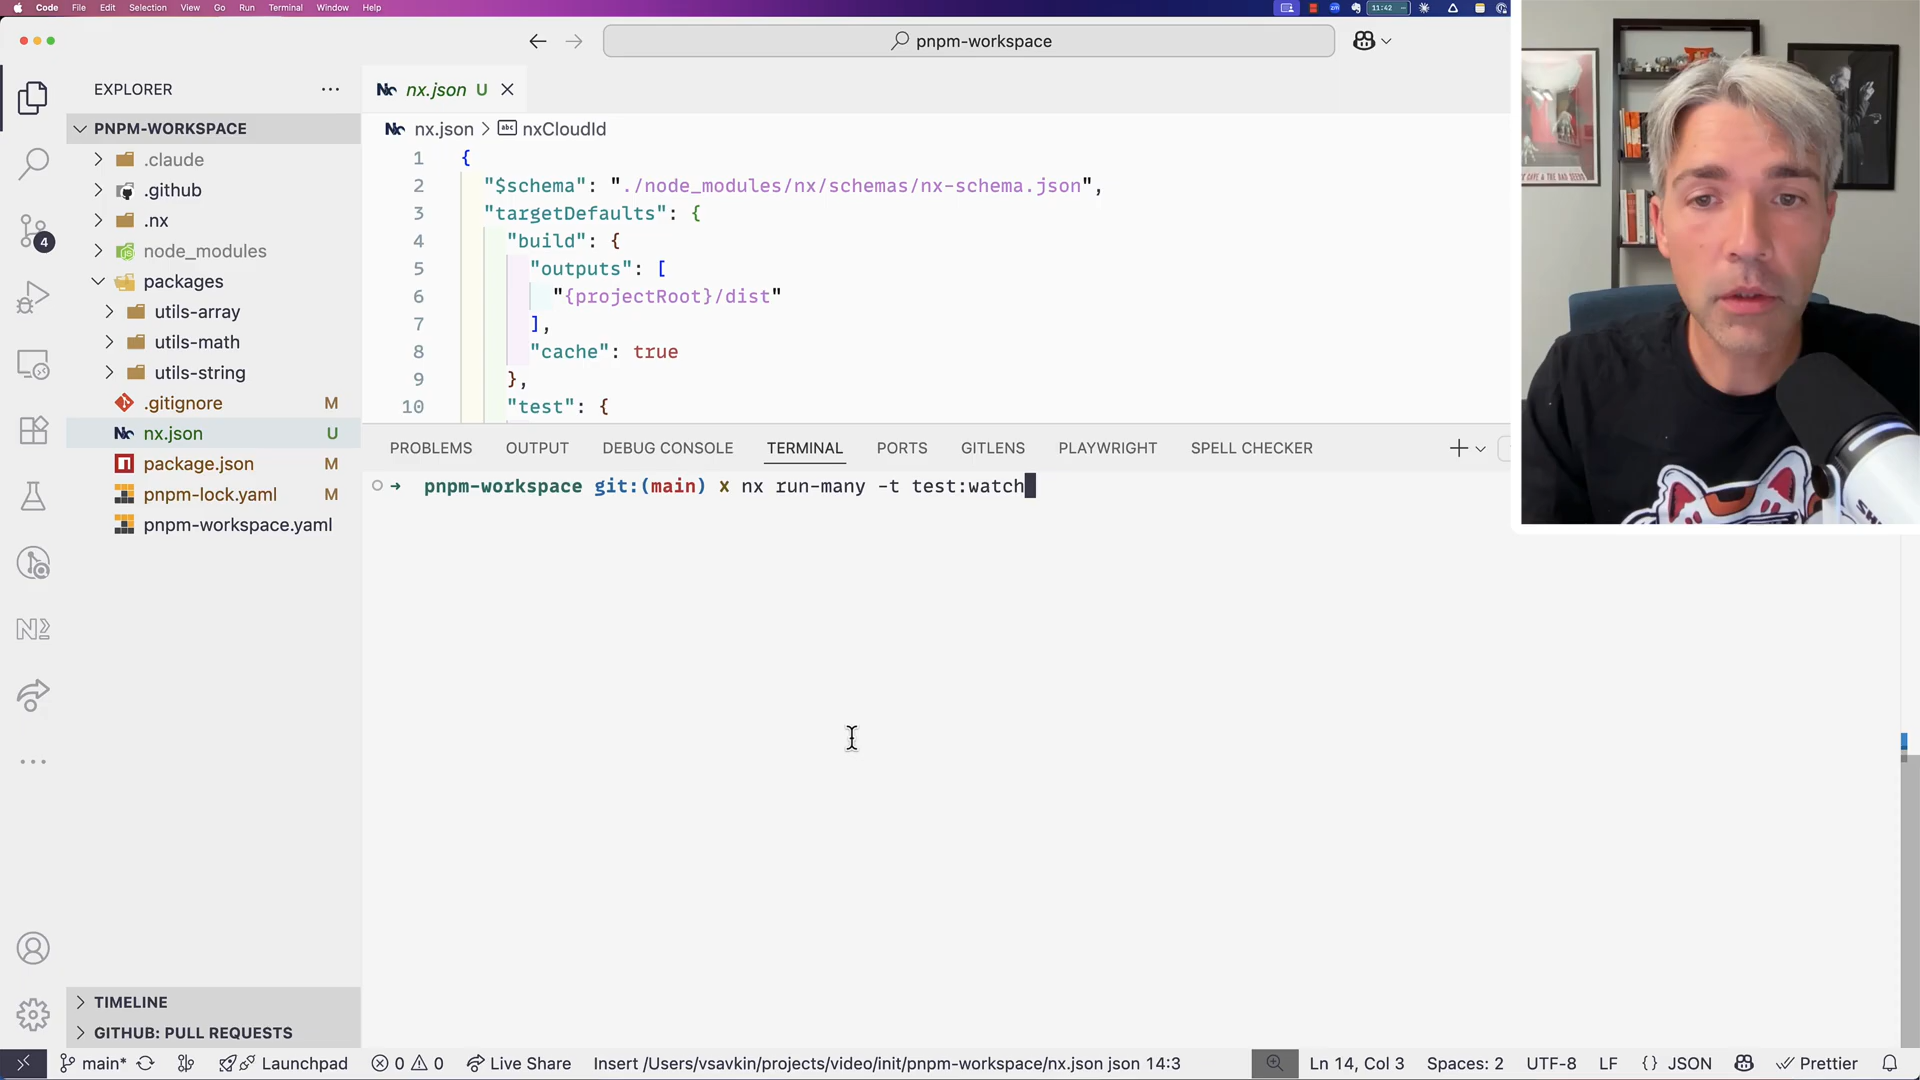 Code File Edit Selection View Go Run Terminal Window Help
11:42
pnpm-workspace
EXPLORER
nx.json U
PNPM-WORKSPACE
nx.json > nxCloudId
.claude
.github
.nx
node_modules
packages
utils-array
utils-math
utils-string
.gitignore M
nx.json U
package.json M
pnpm-lock.yaml M
pnpm-workspace.yaml
4
1 {
2 "$schema": "./node_modules/nx/schemas/nx-schema.json",
3 "targetDefaults": {
4 "build": {
5 "outputs": [
6 "{projectRoot}/dist"
7 ],
8 "cache": true
9 },
10 "test": {
PROBLEMS OUTPUT DEBUG CONSOLE TERMINAL PORTS GITLENS PLAYWRIGHT SPELL CHECKER
➜ pnpm-workspace git:(main) ✗ nx run-many -t test:watch
TIMELINE
GITHUB: PULL REQUESTS
main* Launchpad 0 0 Live Share Insert /Users/vsavkin/projects/video/init/pnpm-workspace/nx.json json 14:3 Ln 14, Col 3 Spaces: 2 UTF-8 LF {} JSON Prettier